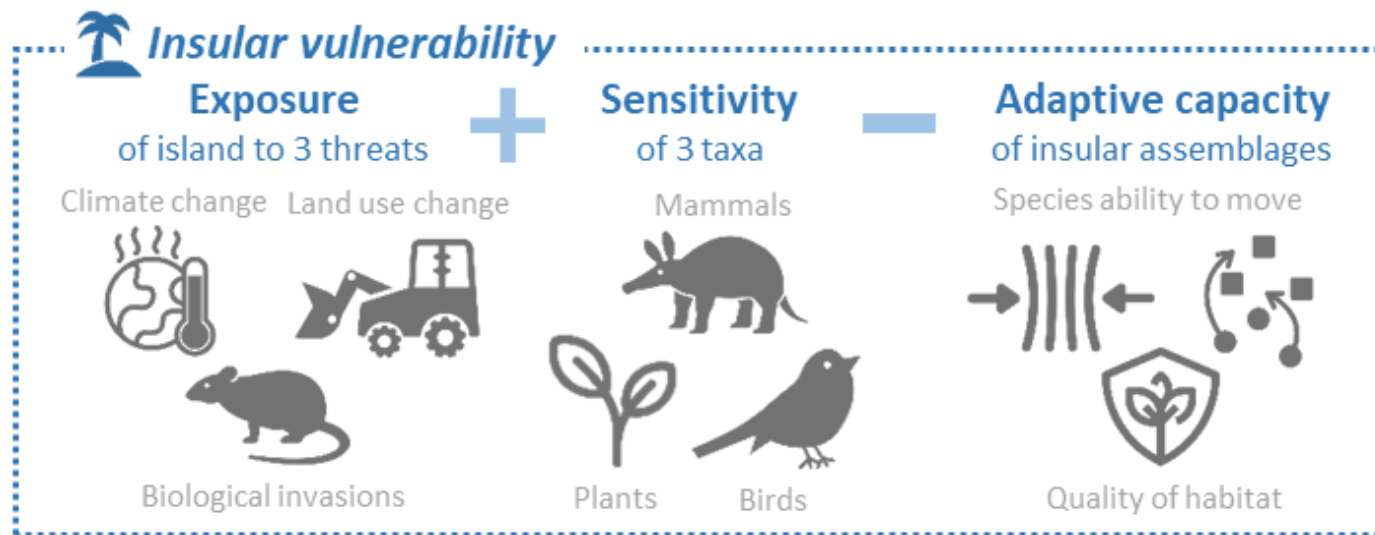 Insular vulnerability
Exposure
of island to 3 threats
Climate change
Land use change
Biological invasions
+
Sensitivity
of 3 taxa
Mammals
Plants
Birds
−
Adaptive capacity
of insular assemblages
Species ability to move
Quality of habitat